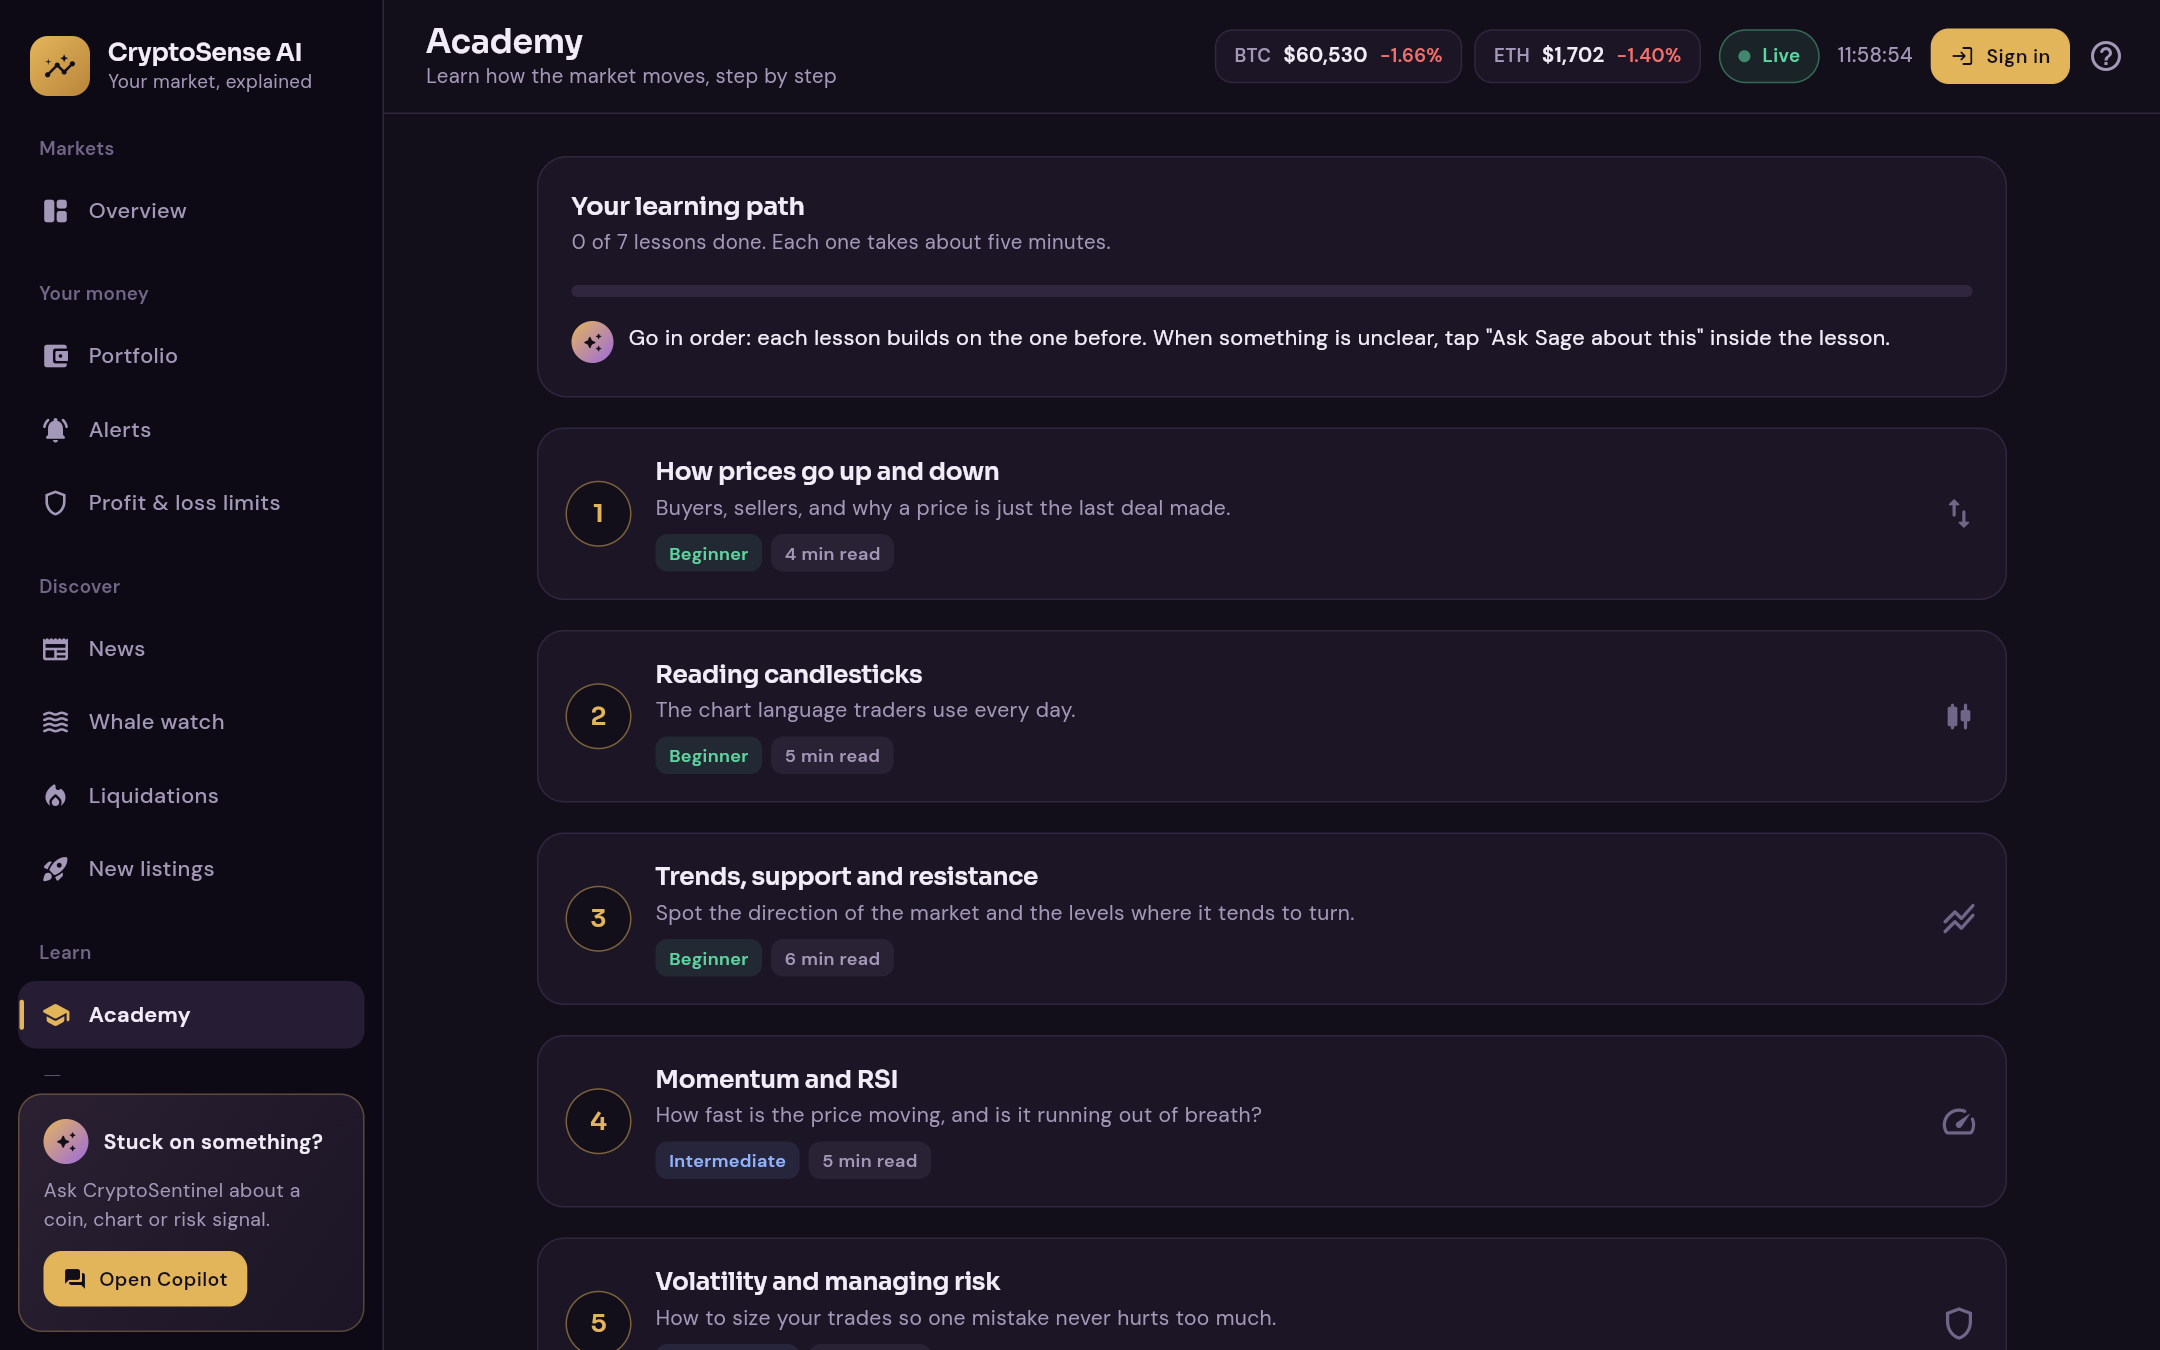 CryptoSense AI
Your market, explained
Markets
Overview
Your money
Portfolio
Alerts
Profit & loss limits
Discover
News
Whale watch
Liquidations
New listings
Learn
Academy
Stuck on something?
Ask CryptoSentinel about a
coin, chart or risk signal.
Open Copilot
Academy
Learn how the market moves, step by step
BTC $60,530 -1.66%
ETH $1,702 -1.40%
Live
11:58:54
Sign in
Your learning path
0 of 7 lessons done. Each one takes about five minutes.
Go in order: each lesson builds on the one before. When something is unclear, tap "Ask Sage about this" inside the lesson.
1
How prices go up and down
Buyers, sellers, and why a price is just the last deal made.
Beginner 4 min read
2
Reading candlesticks
The chart language traders use every day.
Beginner 5 min read
3
Trends, support and resistance
Spot the direction of the market and the levels where it tends to turn.
Beginner 6 min read
4
Momentum and RSI
How fast is the price moving, and is it running out of breath?
Intermediate 5 min read
5
Volatility and managing risk
How to size your trades so one mistake never hurts too much.